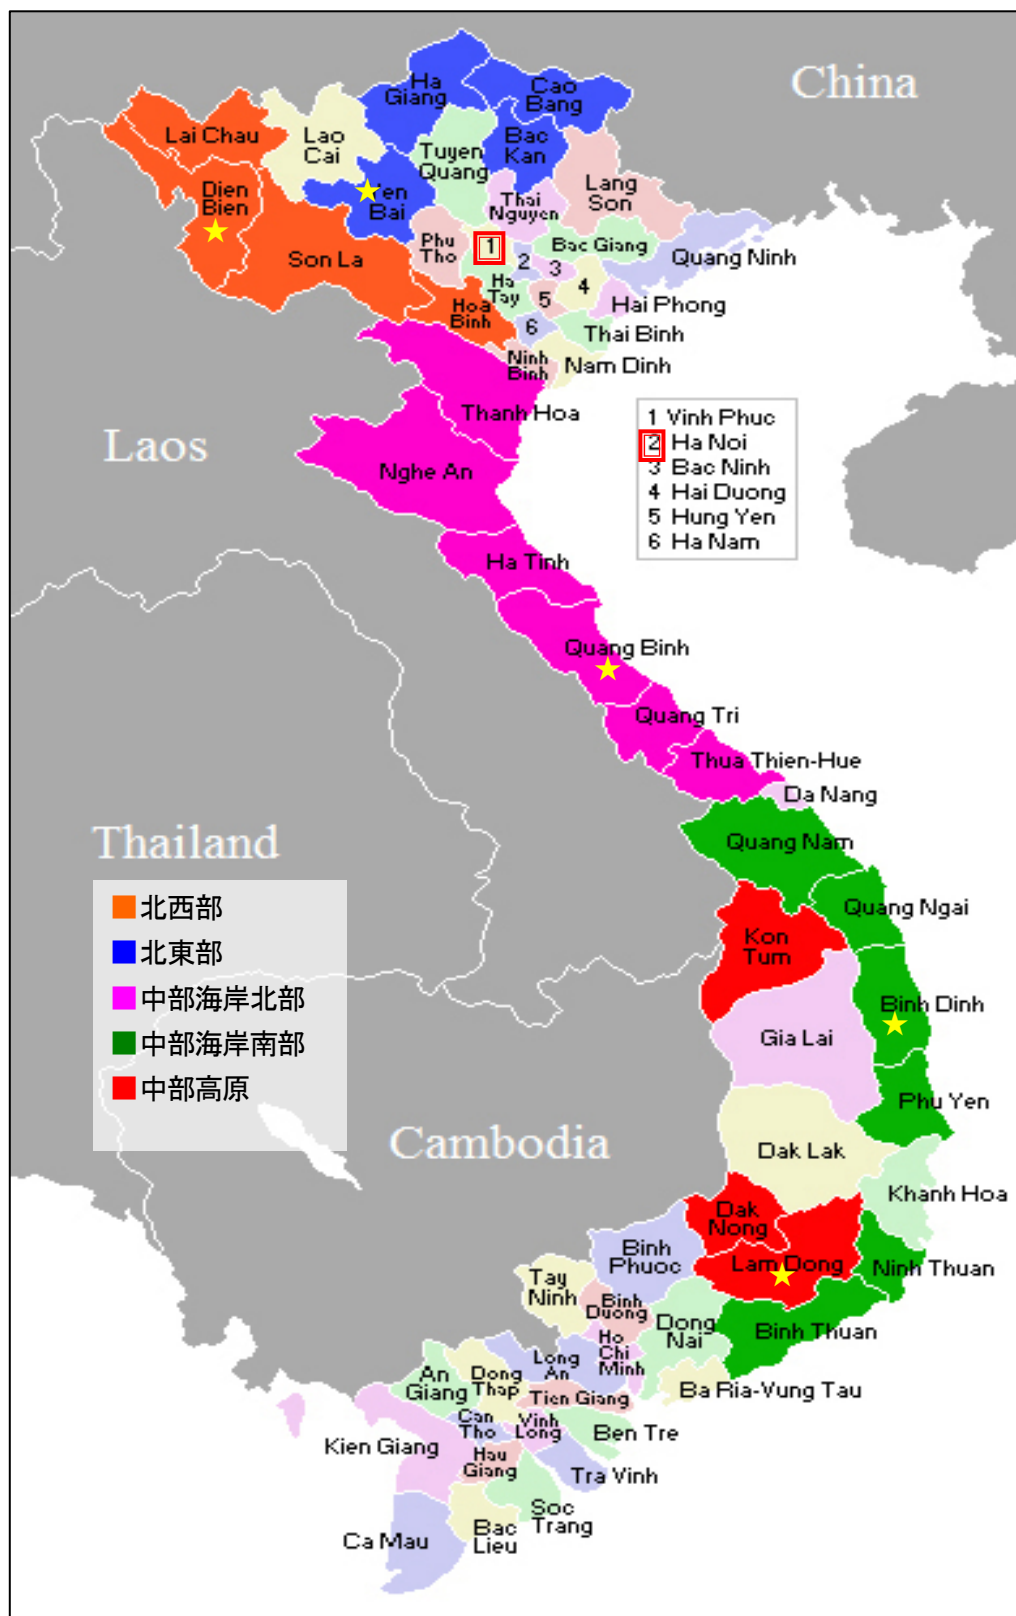 China
Ha
Giang
Cao
Bang
Lai Chau
Lao
Cai
Bac
Kan
Tuyen
Quang
Dien
Bien
Yen
Bai
Thai
Nguyen
Lang
Son
Phu
Tho
1
Bac Giang
Son La
2
3
Quang Ninh
Ha
Tay
5
4
Hoa
Binh
Hai Phong
6
Thai Binh
Ninh
Binh
Nam Dinh
Thanh Hoa
Laos
Nghe An
1 Vinh Phuc
2 Ha Noi
3 Bac Ninh
4 Hai Duong
5 Hung Yen
6 Ha Nam
Ha Tinh
Quang Binh
Quang Tri
Thua Thien-Hue
Da Nang
Thailand
Quang Nam
北西部
北東部
中部海岸北部
中部海岸南部
中部高原
Quang Ngai
Kon
Tum
Binh Dinh
Gia Lai
Phu Yen
Cambodia
Dak Lak
Khanh Hoa
Dak
Nong
Binh
Phuoc
Lam Dong
Ninh Thuan
Tay
Ninh
Binh
Duong
Dong
Nai
Binh Thuan
Ho
Chi
Minh
Long
An
An
Giang
Dong
Thap
Tien Giang
Ba Ria-Vung Tau
Can
Tho
Vinh
Long
Ben Tre
Kien Giang
Hau
Giang
Tra Vinh
Soc
Trang
Ca Mau
Bac
Lieu